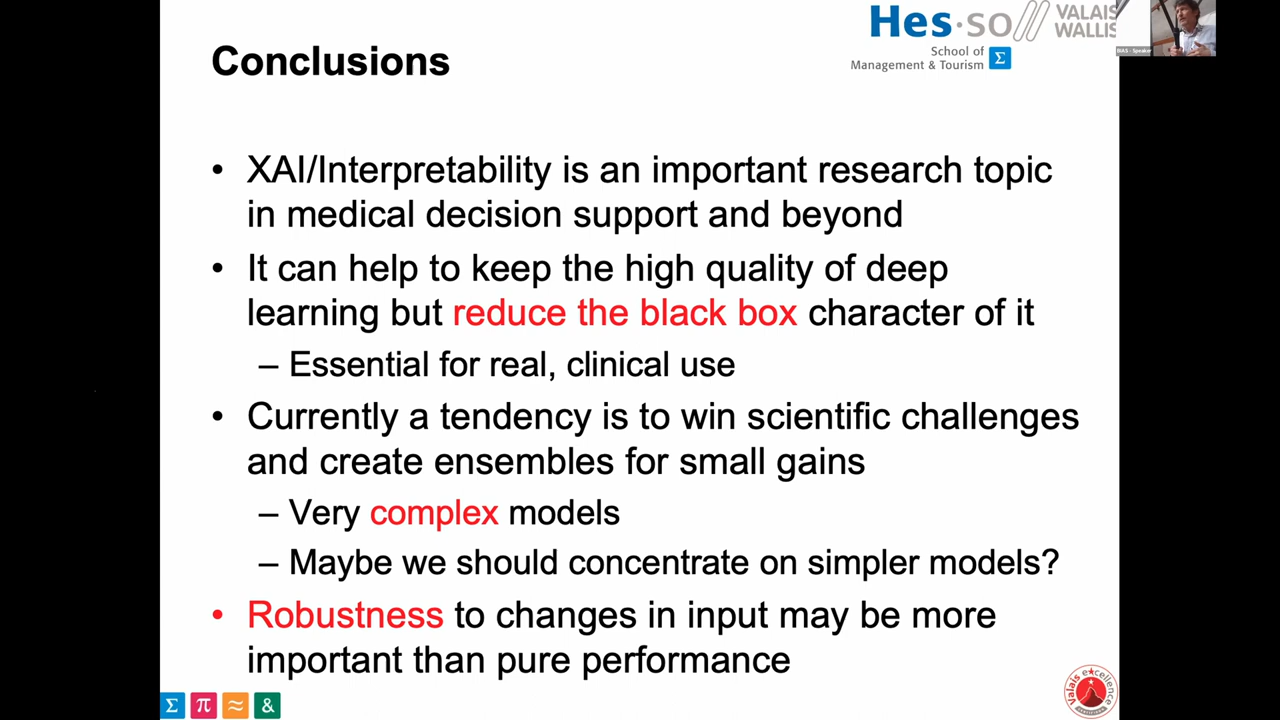 Hes·so// VALAIS
WALLIS
School of
Management & Tourism Σ
Conclusions
• XAI/Interpretability is an important research topic
in medical decision support and beyond
• It can help to keep the high quality of deep
learning but reduce the black box character of it
– Essential for real, clinical use
• Currently a tendency is to win scientific challenges
and create ensembles for small gains
– Very complex models
– Maybe we should concentrate on simpler models?
• Robustness to changes in input may be more
important than pure performance
Σ π ≈ &
Valais excellence